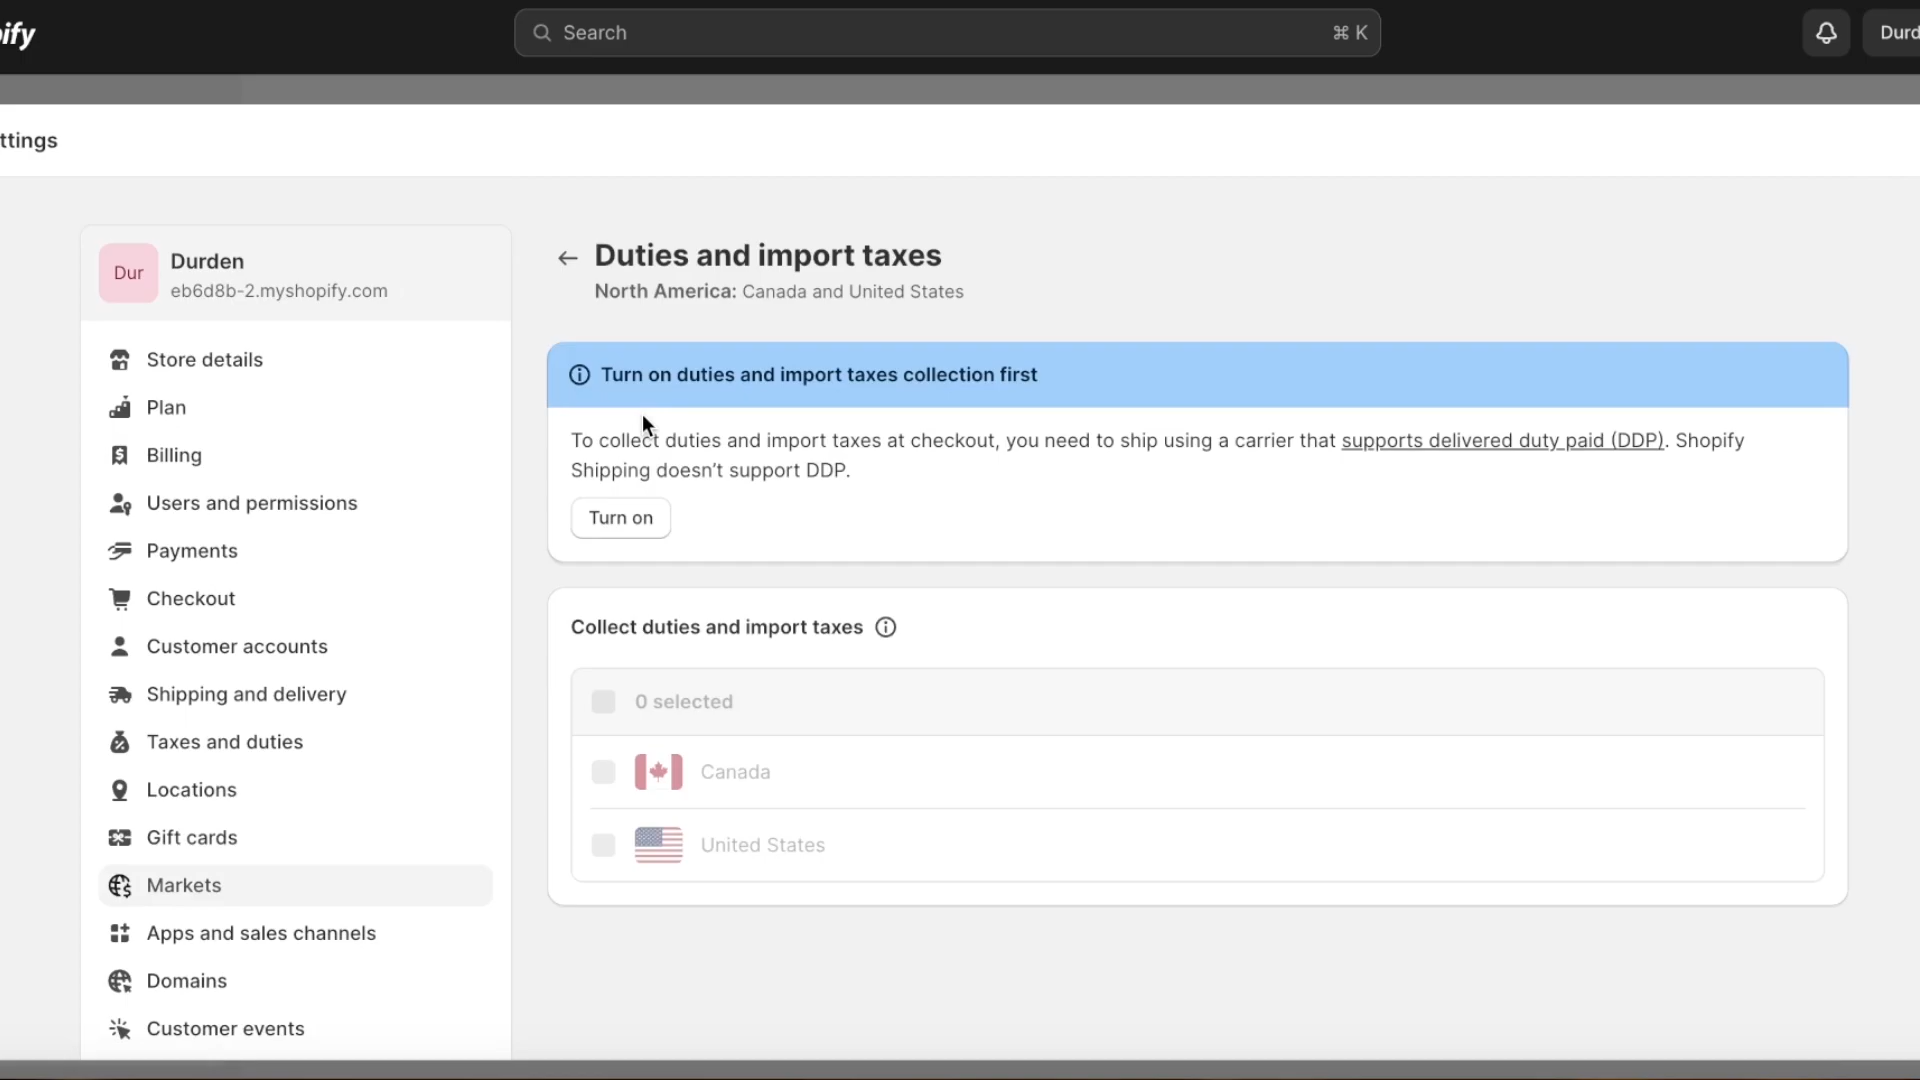 ify
Search
⌘ K
Durd
ttings
Dur
Durden
eb6d8b-2.myshopify.com
Store details
Plan
Billing
Users and permissions
Payments
Checkout
Customer accounts
Shipping and delivery
Taxes and duties
Locations
Gift cards
Markets
Apps and sales channels
Domains
Customer events
Duties and import taxes
North America: Canada and United States
Turn on duties and import taxes collection first
To collect duties and import taxes at checkout, you need to ship using a carrier that supports delivered duty paid (DDP). Shopify
Shipping doesn’t support DDP.
Turn on
Collect duties and import taxes
0 selected
Canada
United States